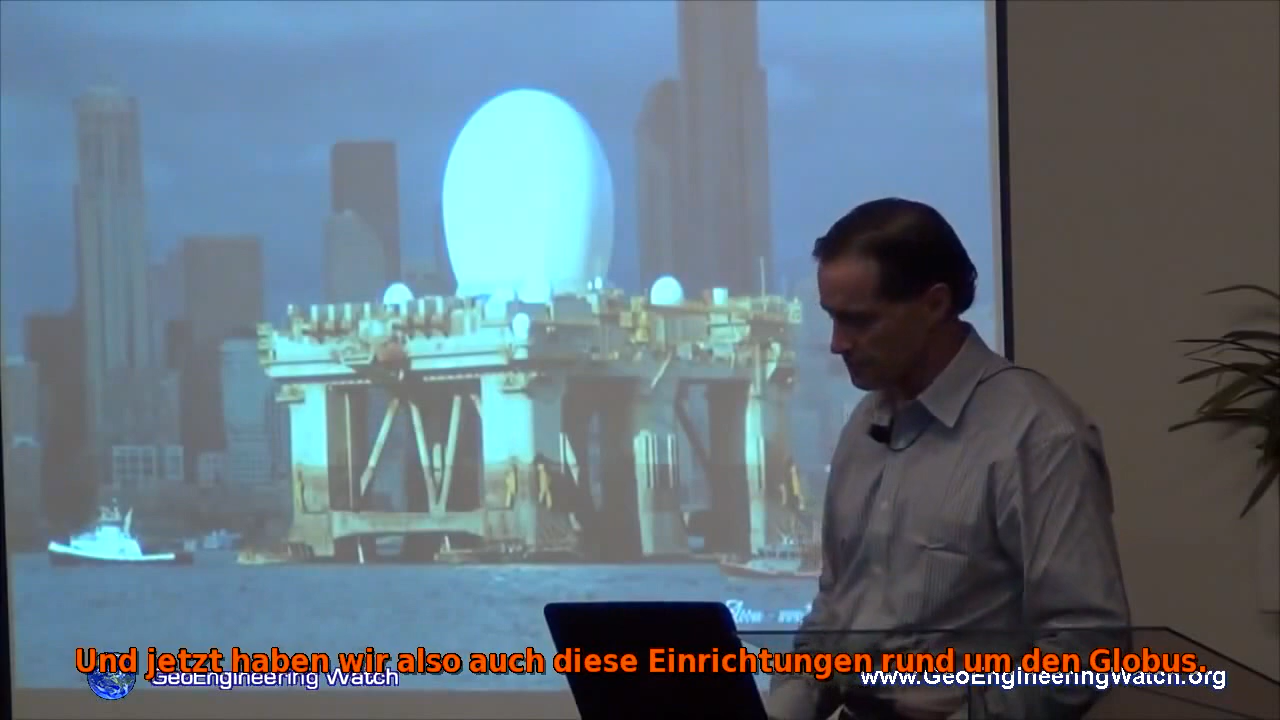 Und jetzt haben wir also auch diese Einrichtungen rund um den Globus.
GeoEngineering Watch
www.GeoEngineeringWatch.org